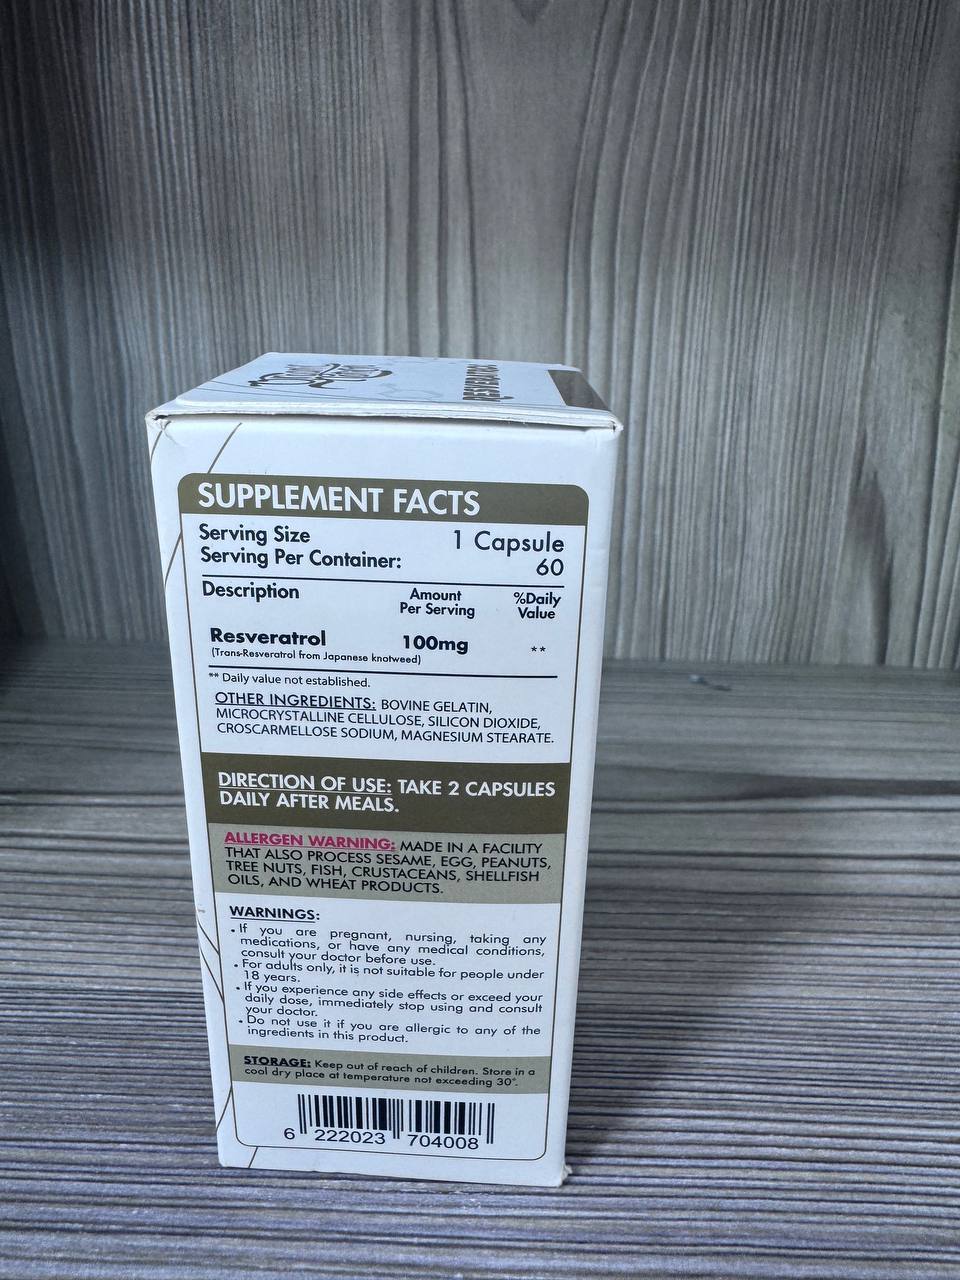 RESVERATROL
SUPPLEMENT FACTS
Serving Size 1 Capsule
Serving Per Container: 60
Description Amount Per Serving %Daily Value
Resveratrol 100mg **
(Trans-Resveratrol from Japanese knotweed)
** Daily value not established.
OTHER INGREDIENTS: BOVINE GELATIN,
MICROCRYSTALLINE CELLULOSE, SILICON DIOXIDE,
CROSCARMELLOSE SODIUM, MAGNESIUM STEARATE.
DIRECTION OF USE: TAKE 2 CAPSULES
DAILY AFTER MEALS.
ALLERGEN WARNING: MADE IN A FACILITY
THAT ALSO PROCESS SESAME, EGG, PEANUTS,
TREE NUTS, FISH, CRUSTACEANS, SHELLFISH
OILS, AND WHEAT PRODUCTS.
WARNINGS:
• If you are pregnant, nursing, taking any
medications, or have any medical conditions,
consult your doctor before use.
• For adults only, it is not suitable for people under
18 years.
• If you experience any side effects or exceed your
daily dose, immediately stop using and consult
your doctor.
• Do not use it if you are allergic to any of the
ingredients in this product.
STORAGE: Keep out of reach of children. Store in a
cool dry place at temperature not exceeding 30°.
6 222023 704008